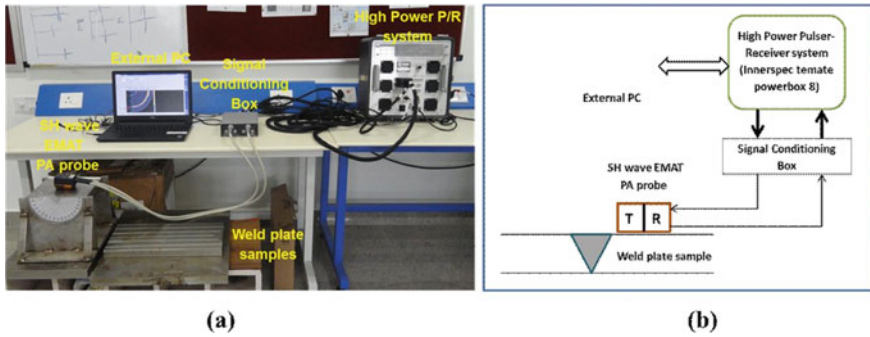 High Power P/R
system
External PC
Signal
Conditioning
Box
SH wave
EMAT
PA probe
Weld plate
samples
(a)
High Power Pulser-
Receiver system
(Innerspec temate
powerbox 8)
External PC
Signal Conditioning
Box
SH wave EMAT
PA probe
T R
Weld plate sample
(b)